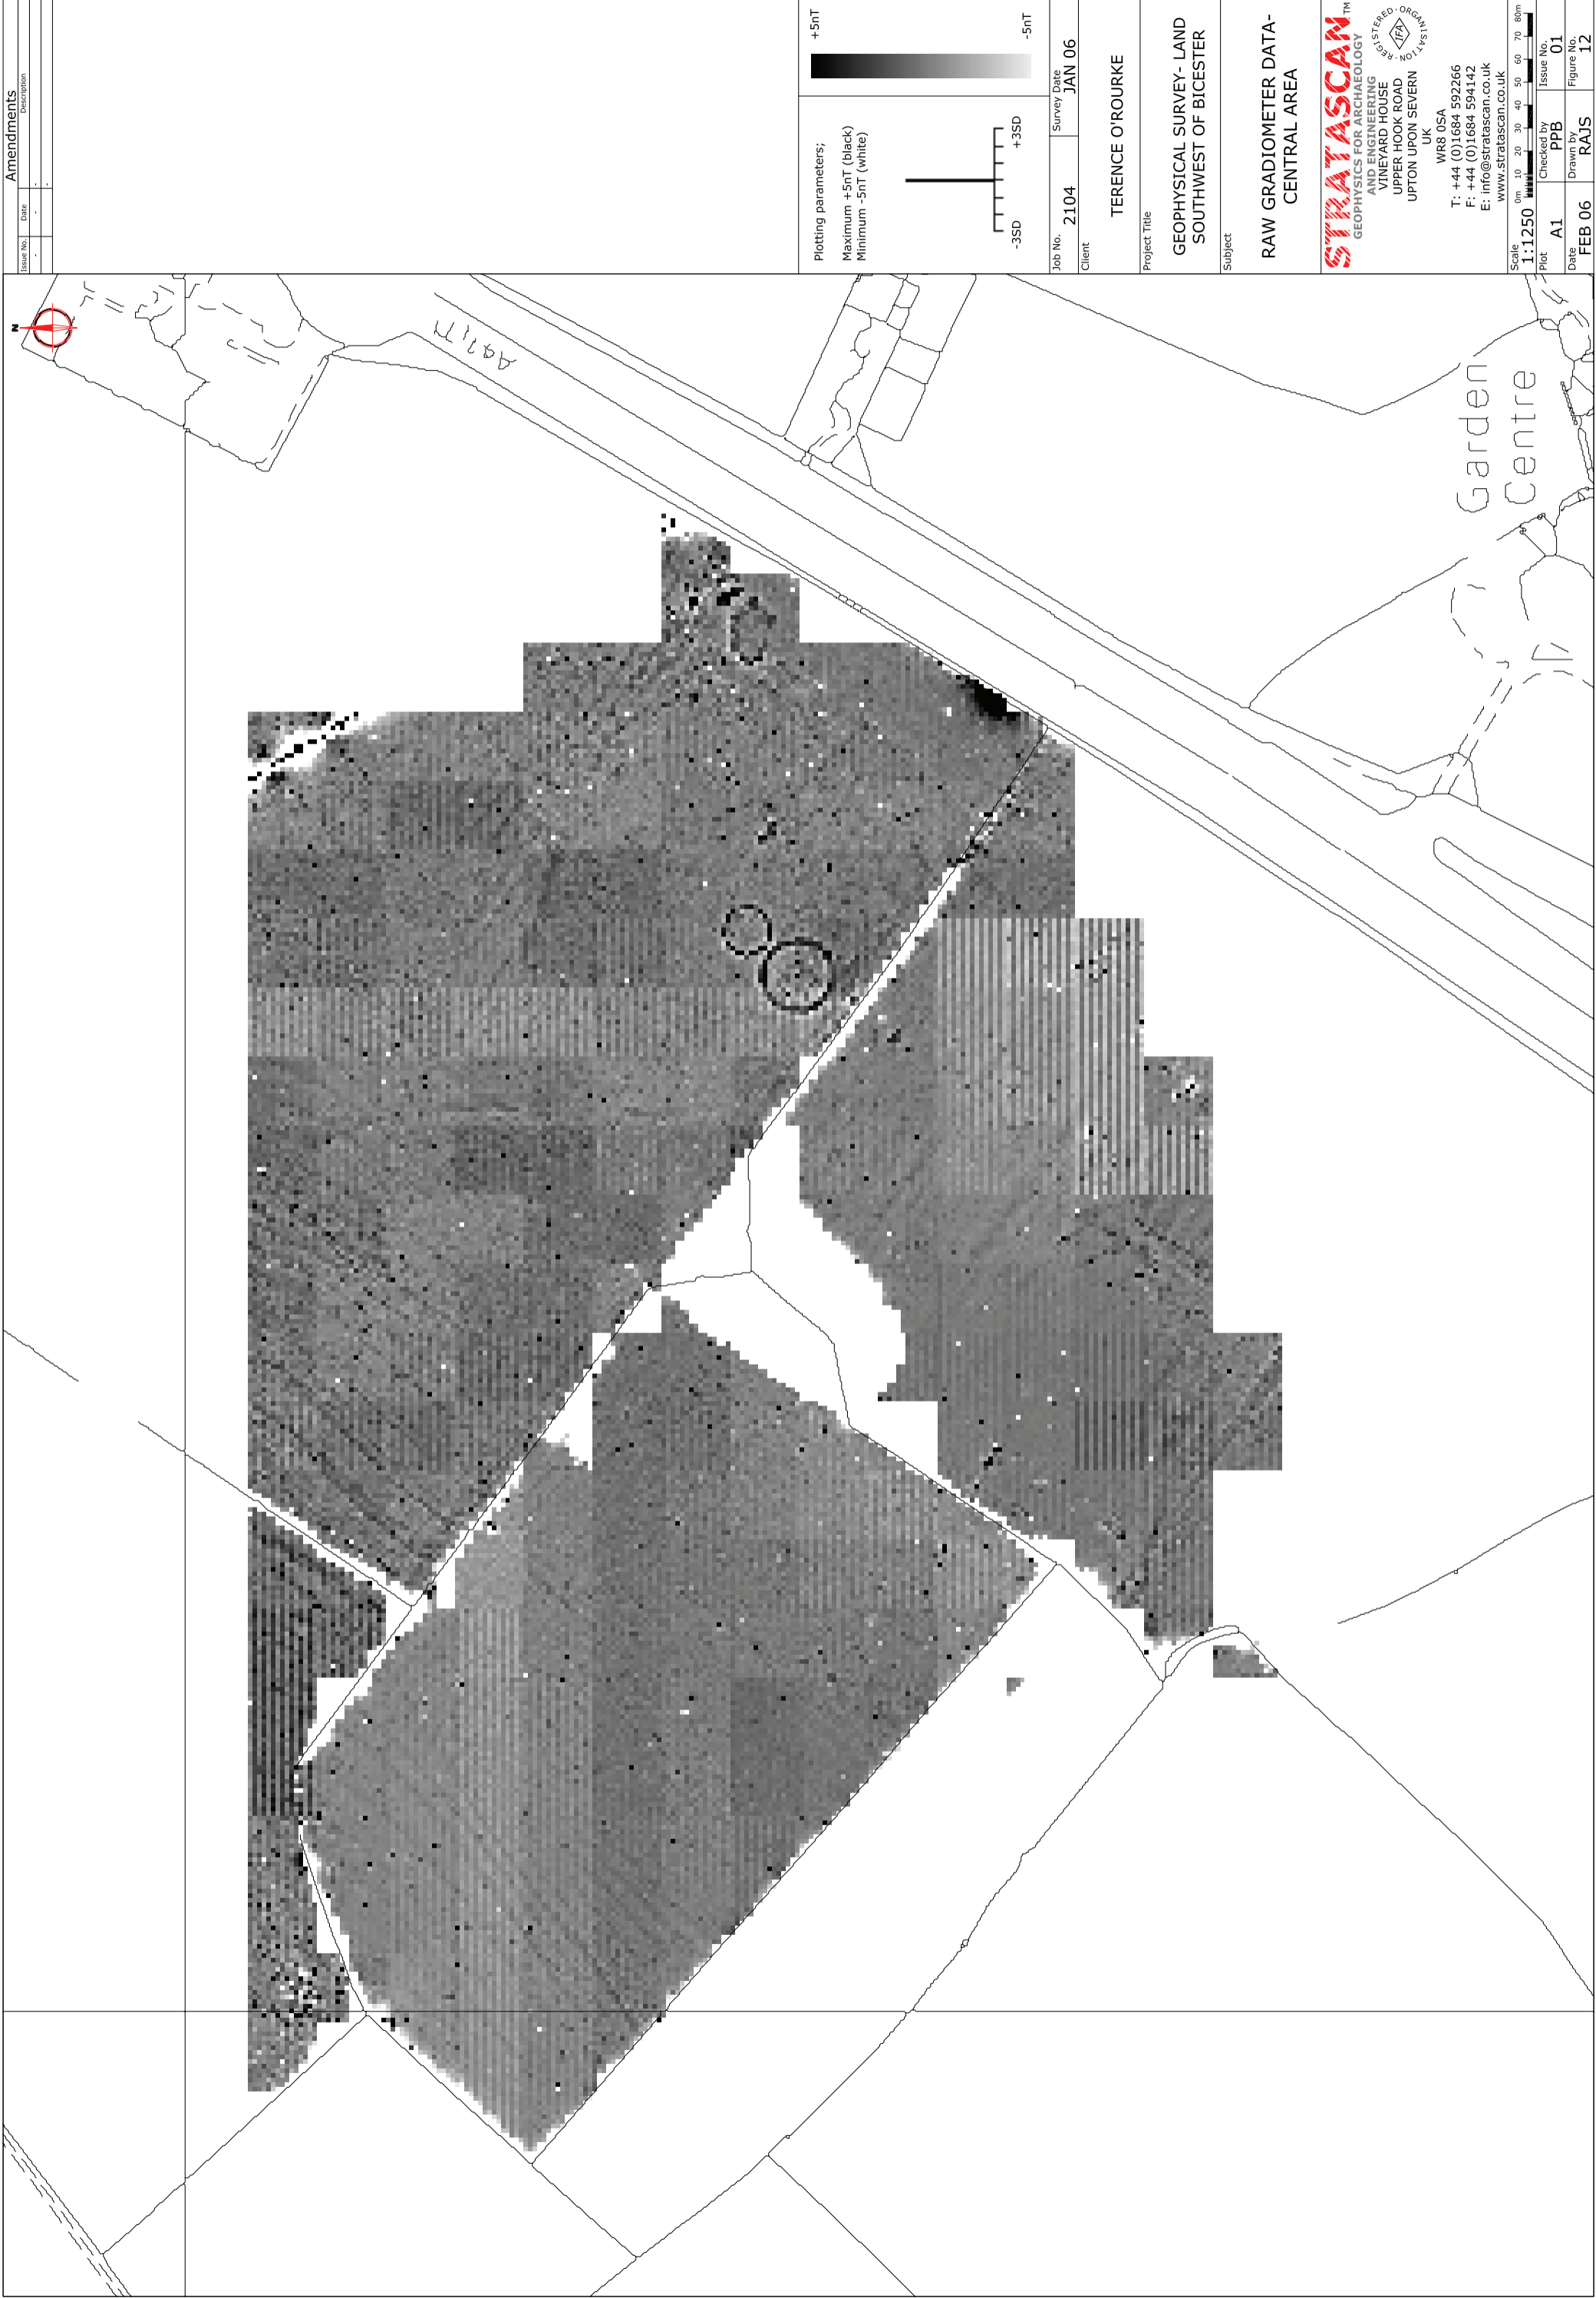 Amendments
Issue No. Date Description
- - -
-
N
A41(T)
Garden
Centre
Plotting parameters;
Maximum +5nT (black)
Minimum -5nT (white)
+5nT
-5nT
-3SD +3SD
Job No. 2104
Survey Date JAN 06
Client
TERENCE O'ROURKE
Project Title
GEOPHYSICAL SURVEY- LAND
SOUTHWEST OF BICESTER
Subject
RAW GRADIOMETER DATA-
CENTRAL AREA
STRATASCAN™
GEOPHYSICS FOR ARCHAEOLOGY
AND ENGINEERING
VINEYARD HOUSE
UPPER HOOK ROAD
UPTON UPON SEVERN
UK
WR8 0SA
T: +44 (0)1684 592266
F: +44 (0)1684 594142
E: info@stratascan.co.uk
www.stratascan.co.uk
REGISTERED·ORGANISATION·
IFA
Scale 1:1250
0m 10 20 30 40 50 60 70 80m
Plot A1
Checked by PPB
Issue No. 01
Date FEB 06
Drawn by RAJS
Figure No. 12